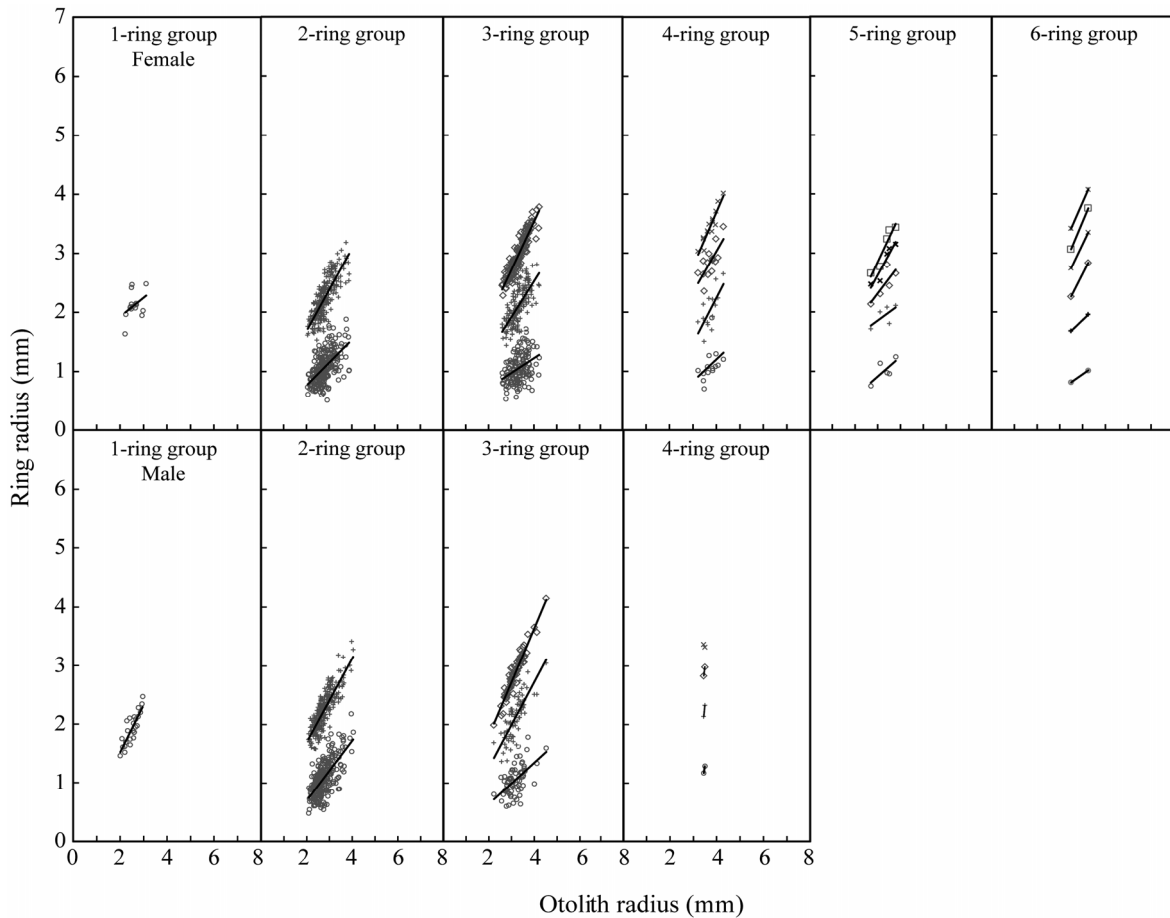 1-ring group
Female
2-ring group
3-ring group
4-ring group
5-ring group
6-ring group
7
6
5
4
3
2
1
0
Ring radius (mm)
1-ring group
Male
2-ring group
3-ring group
4-ring group
6
5
4
3
2
1
0
0 2 4 6 8 2 4 6 8 2 4 6 8 2 4 6 8
Otolith radius (mm)